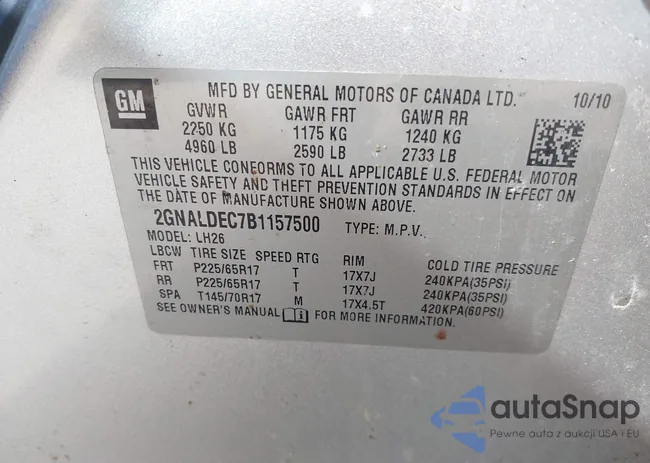 GM
MFD BY GENERAL MOTORS OF CANADA LTD. 10/10
GVWR GAWR FRT GAWR RR
2250 KG 1175 KG 1240 KG
4960 LB 2590 LB 2733 LB
THIS VEHICLE CONFORMS TO ALL APPLICABLE U.S. FEDERAL MOTOR
VEHICLE SAFETY AND THEFT PREVENTION STANDARDS IN EFFECT ON
THE DATE OF MANUFACTURE SHOWN ABOVE.
2GNALDEC7B1157500 TYPE: M.P.V.
MODEL: LH26
LBCW TIRE SIZE SPEED RTG RIM COLD TIRE PRESSURE
FRT P225/65R17 T 17X7J 240KPA(35PSI)
RR P225/65R17 T 17X7J 240KPA(35PSI)
SPA T145/70R17 M 17X4.5T 420KPA(60PSI)
SEE OWNER'S MANUAL i FOR MORE INFORMATION.
autaSnap
Pewne auta z aukcji USA i EU